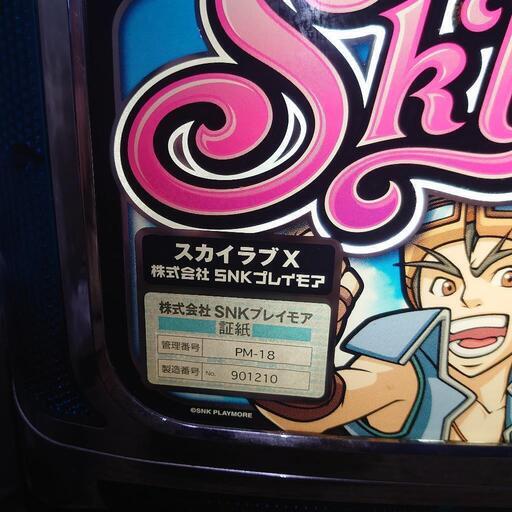 スカイラブX
株式会社 SNKプレイモア
株式会社 SNKプレイモア
証紙
管理番号 PM-18
製造番号 No. 901210
©SNK PLAYMORE